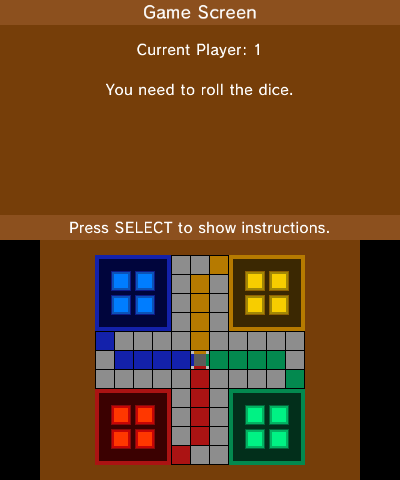 Game Screen
Current Player: 1
You need to roll the dice.
Press SELECT to show instructions.